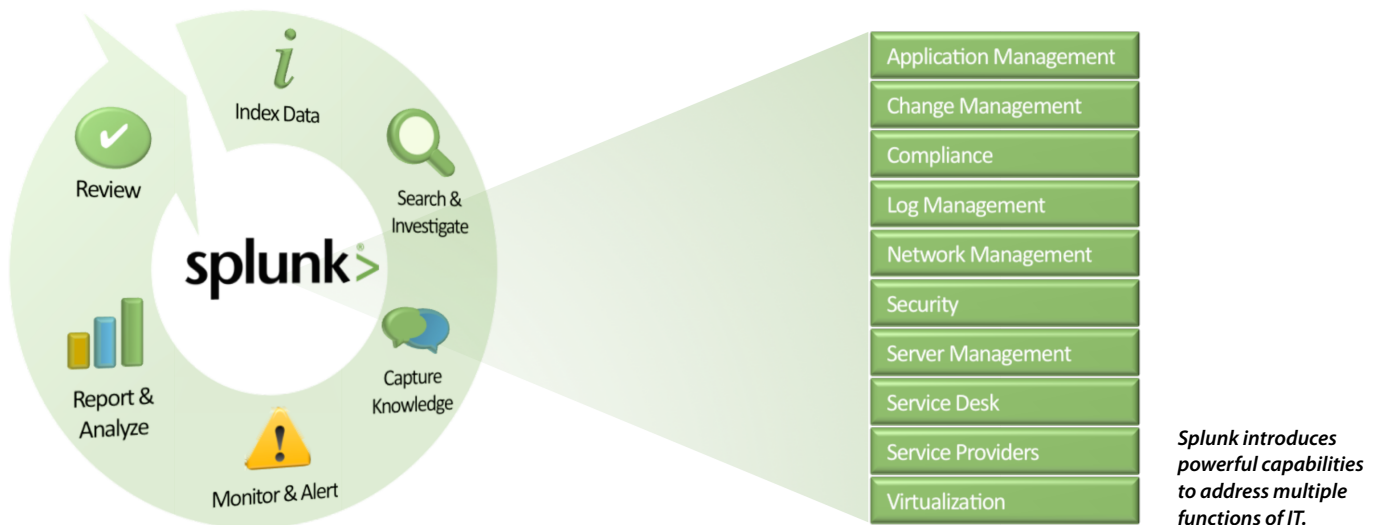 Index Data
Search &
Investigate
Capture
Knowledge
Monitor & Alert
Report &
Analyze
Review
splunk>®
Application Management
Change Management
Compliance
Log Management
Network Management
Security
Server Management
Service Desk
Service Providers
Virtualization
Splunk introduces
powerful capabilities
to address multiple
functions of IT.